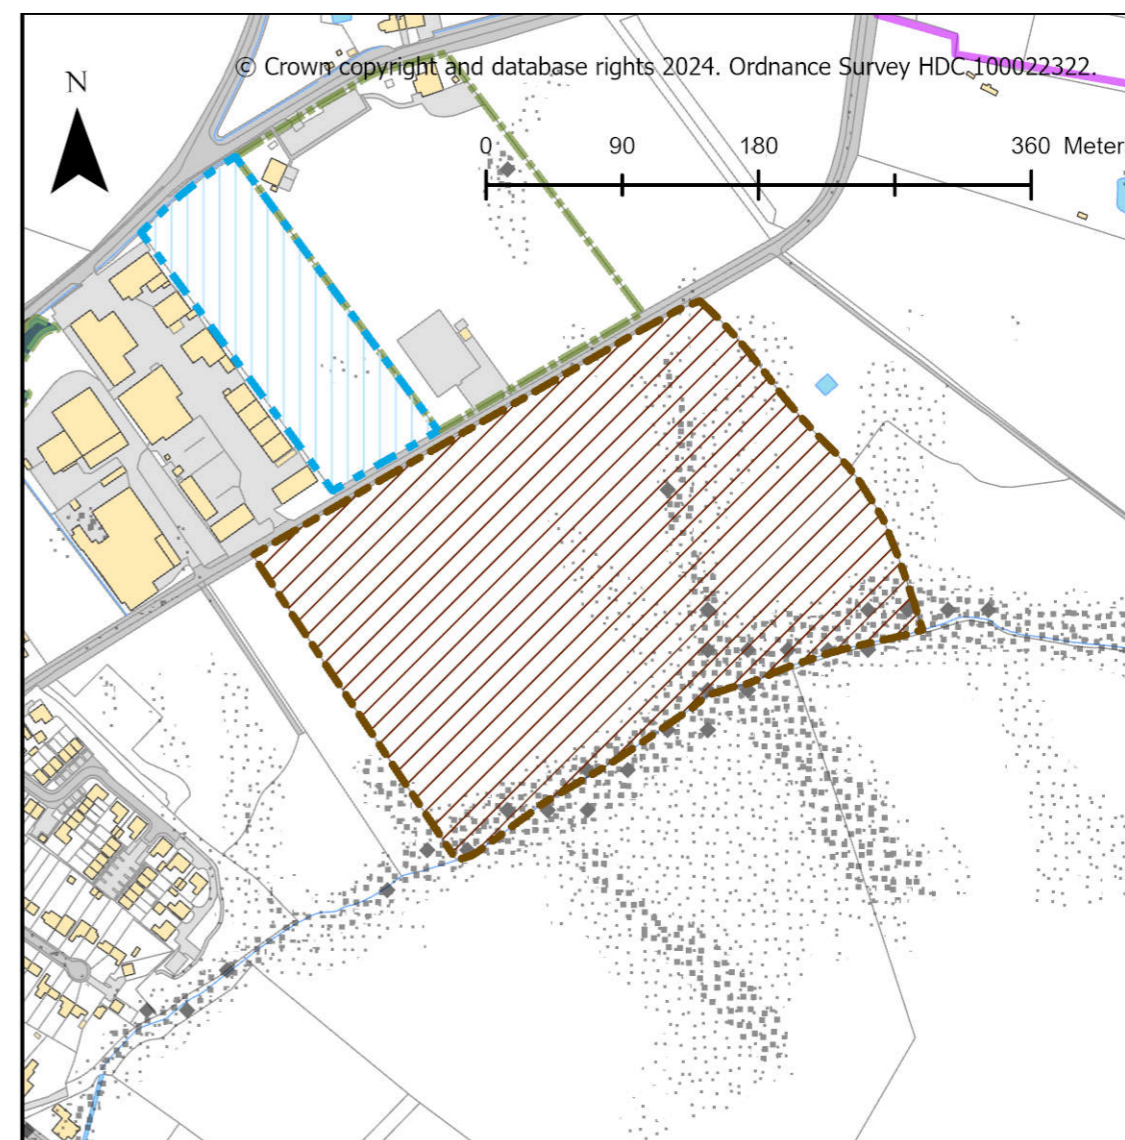 © Crown copyright and database rights 2024. Ordnance Survey HDC 100022322.
N
0 90 180 360 Meter